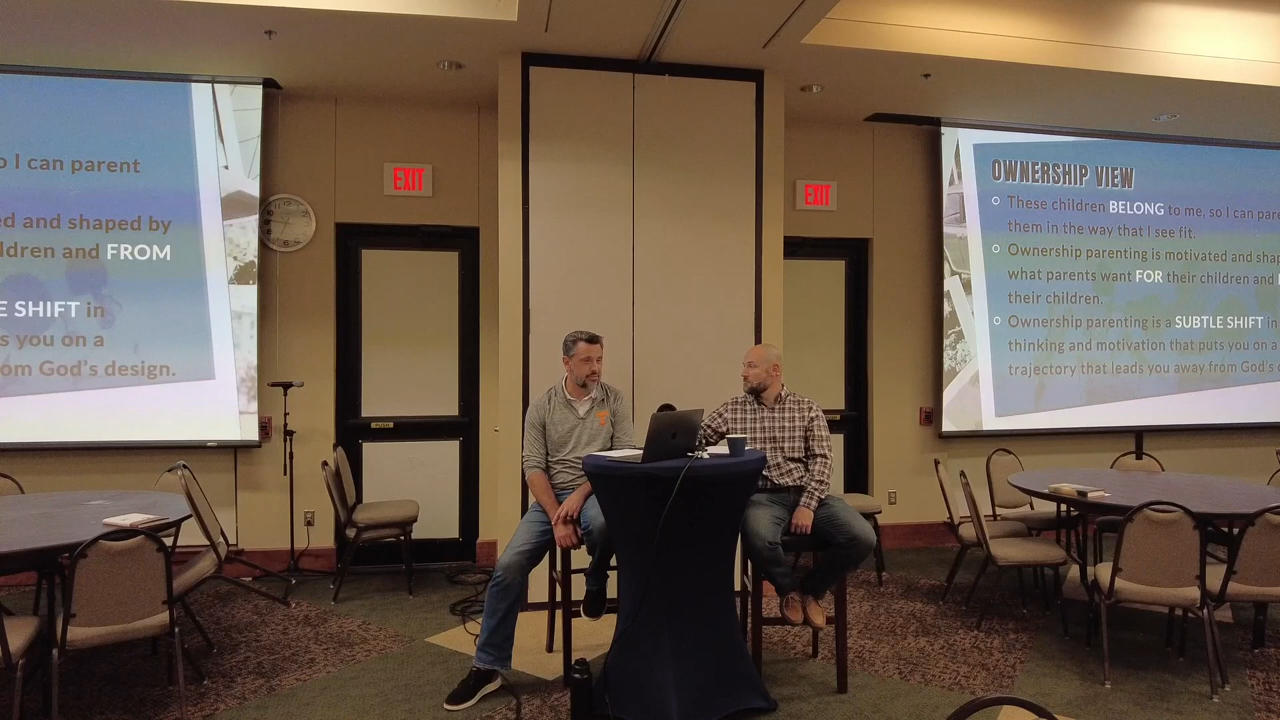 o I can parent
ed and shaped by
ldren and FROM
E SHIFT in
s you on a
om God's design.
EXIT
PUSH
EXIT
OWNERSHIP VIEW
These children BELONG to me, so I can pare
them in the way that I see fit.
Ownership parenting is motivated and shap
what parents want FOR their children and
their children.
Ownership parenting is a SUBTLE SHIFT in
thinking and motivation that puts you on a
trajectory that leads you away from God's